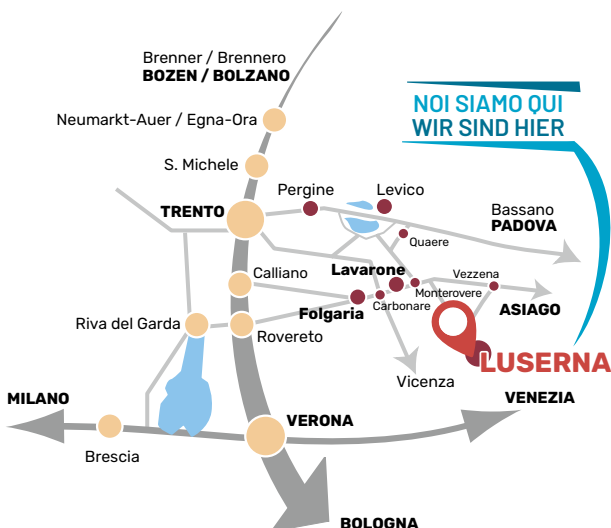 Brenner / Brennero
BOZEN / BOLZANO
NOI SIAMO QUI
WIR SIND HIER
Neumarkt-Auer / Egna-Ora
S. Michele
Pergine
Levico
TRENTO
Bassano
PADOVA
Quaere
Calliano
Lavarone
Vezzena
Monterovere
Carbonare
ASIAGO
Folgaria
Riva del Garda
Rovereto
LUSERNA
Vicenza
MILANO
VENEZIA
VERONA
Brescia
BOLOGNA